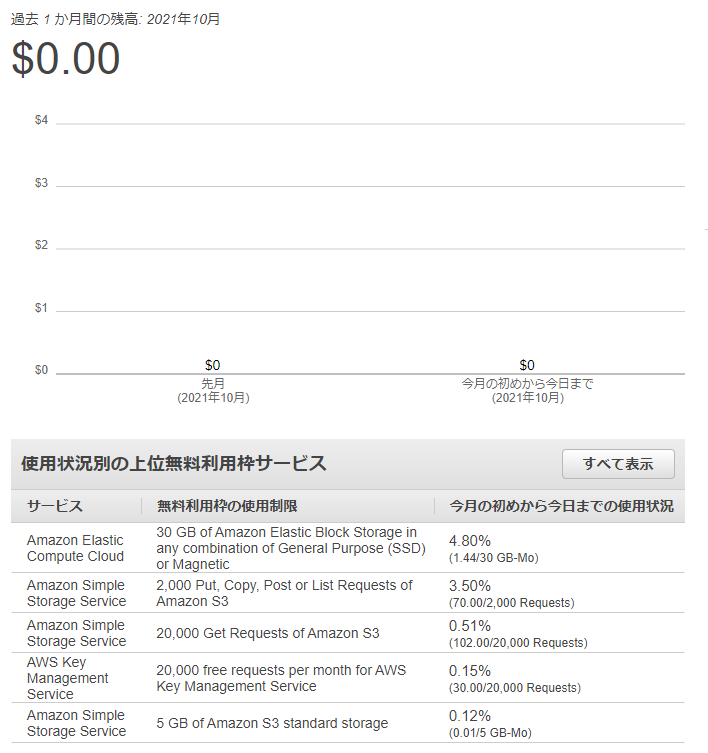 過去 1 か月間の残高: 2021年10月
$0.00
$4
$3
$2
$1
$0
$0
$0
先月
(2021年10月)
今月の初めから今日まで
(2021年10月)
使用状況別の上位無料利用枠サービス
すべて表示
サービス
無料利用枠の使用制限
今月の初めから今日までの使用状況
Amazon Elastic
Compute Cloud
30 GB of Amazon Elastic Block Storage in
any combination of General Purpose (SSD)
or Magnetic
4.80%
(1.44/30 GB-Mo)
Amazon Simple
Storage Service
2,000 Put, Copy, Post or List Requests of
Amazon S3
3.50%
(70.00/2,000 Requests)
Amazon Simple
Storage Service
20,000 Get Requests of Amazon S3
0.51%
(102.00/20,000 Requests)
AWS Key
Management
Service
20,000 free requests per month for AWS
Key Management Service
0.15%
(30.00/20,000 Requests)
Amazon Simple
Storage Service
5 GB of Amazon S3 standard storage
0.12%
(0.01/5 GB-Mo)